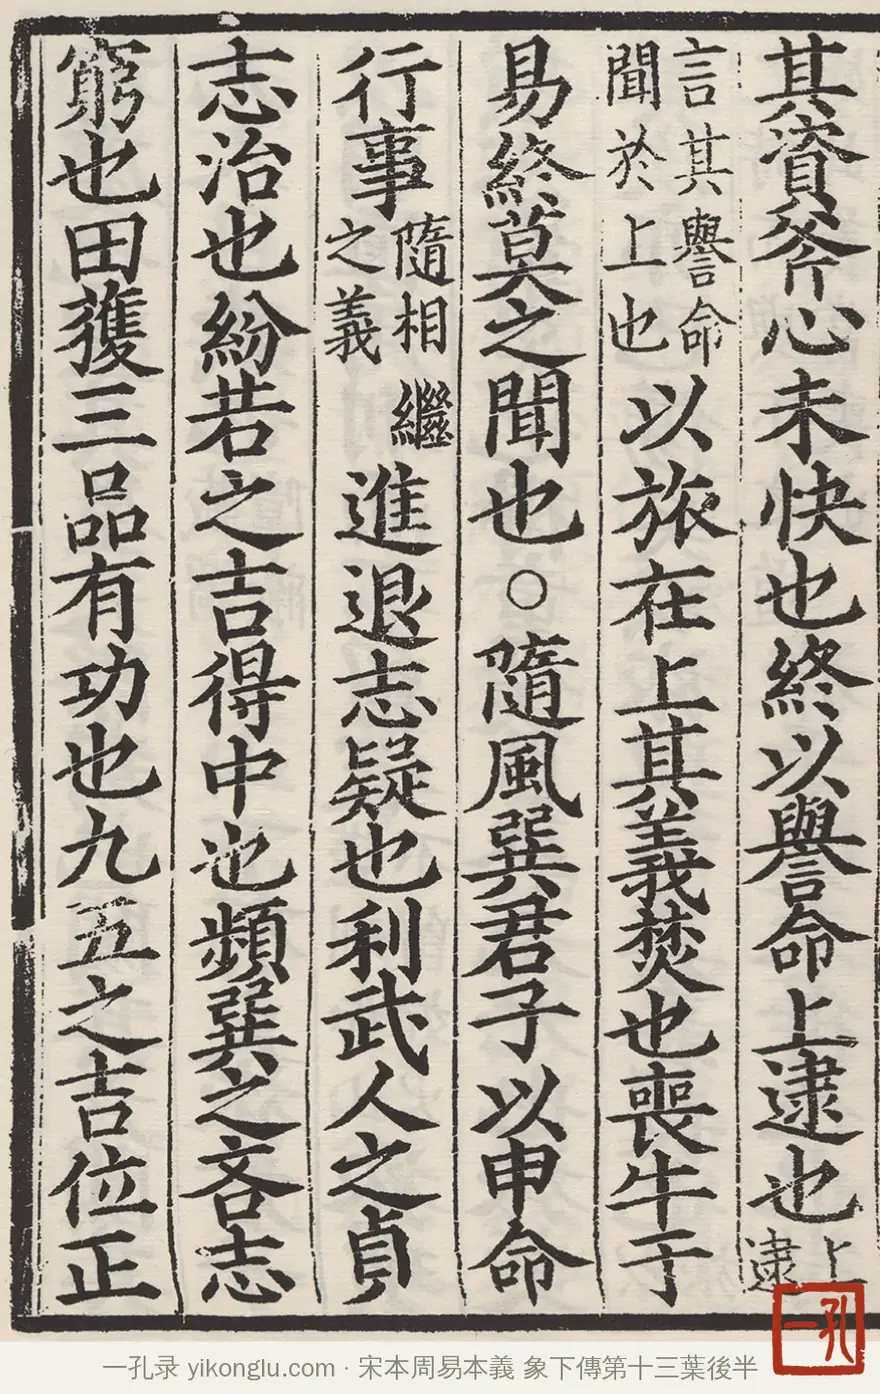 其資斧心未快也終以譽命上逮也上逮
言其譽命聞於上也以旅在上其義焚也喪牛于
易終莫之聞也○隨風巽君子以申命
行事隨相繼之義進退志疑也利武人之貞
志治也紛若之吉得中也頻巽之吝志
窮也田獲三品有功也九五之吉位正
一孔
一孔录 yikonglu.com · 宋本周易本義 象下傳第十三葉後半